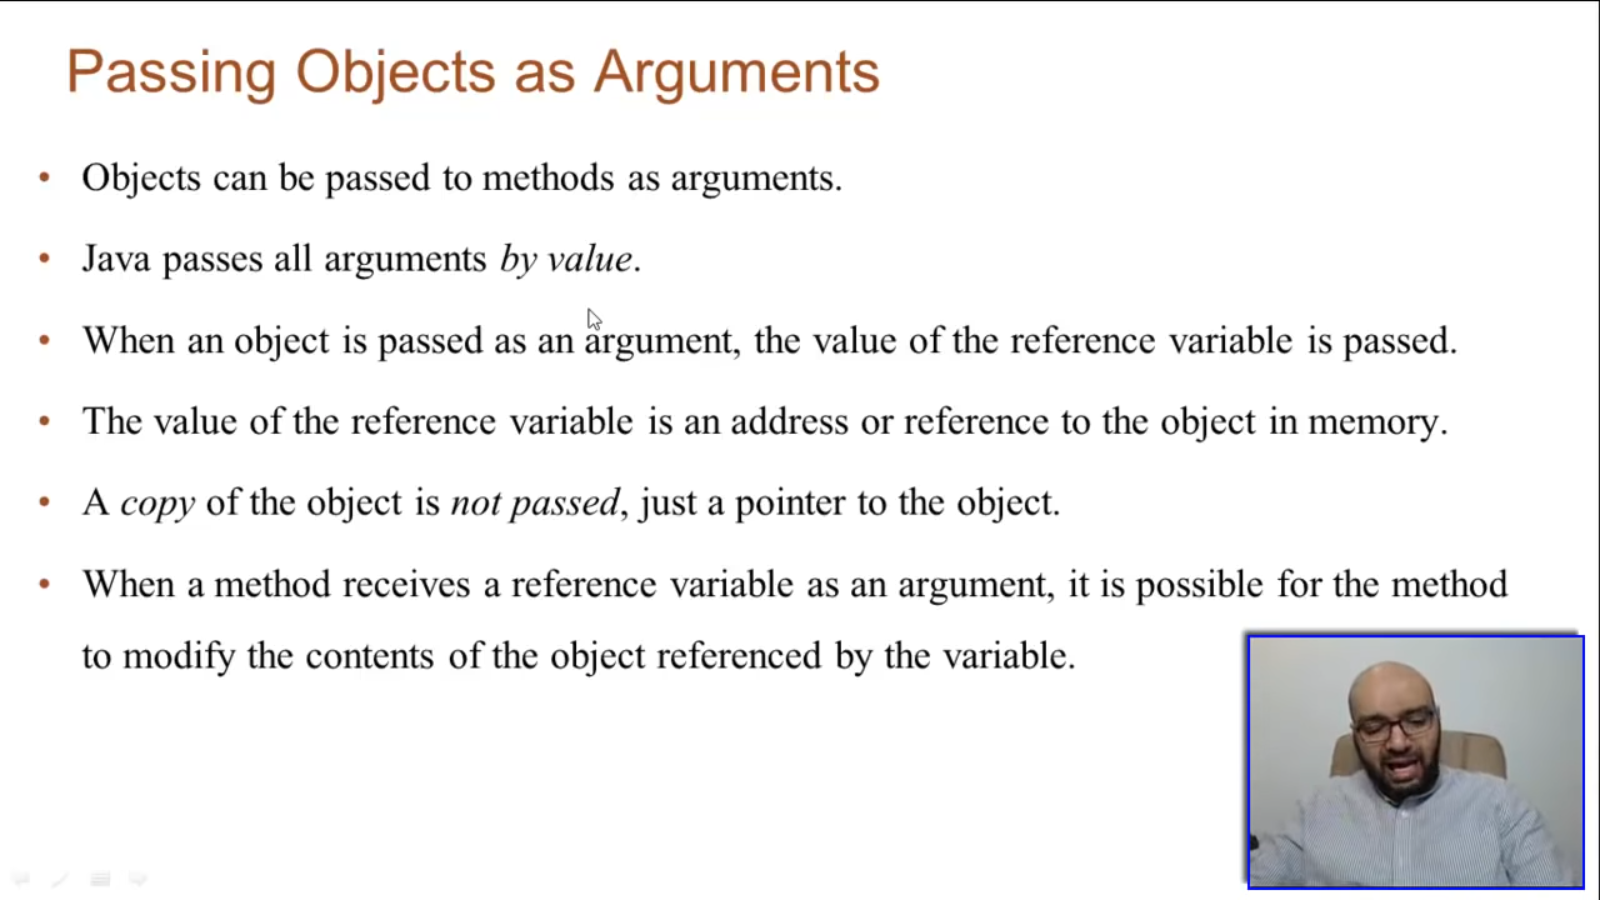 Passing Objects as Arguments
• Objects can be passed to methods as arguments.
• Java passes all arguments by value.
• When an object is passed as an argument, the value of the reference variable is passed.
• The value of the reference variable is an address or reference to the object in memory.
• A copy of the object is not passed, just a pointer to the object.
• When a method receives a reference variable as an argument, it is possible for the method
to modify the contents of the object referenced by the variable.